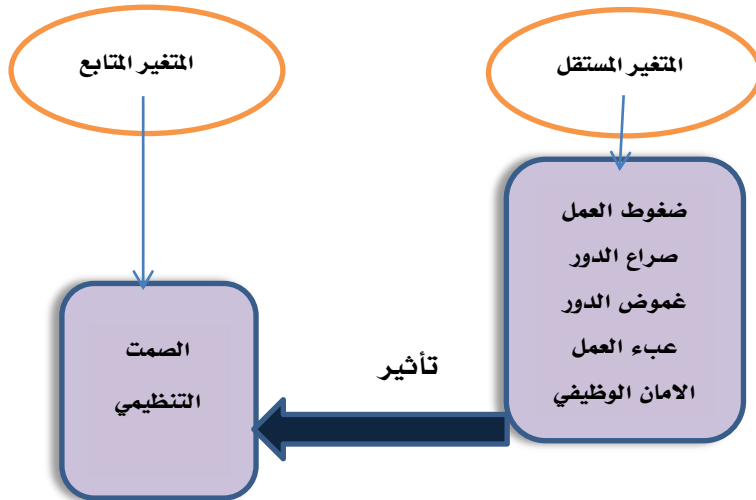 المتغير المستقل
المتغير المتابع
ضغوط العمل
صراع الدور
غموض الدور
عبء العمل
الامان الوظيفي
تأثير
الصمت
التنظيمي